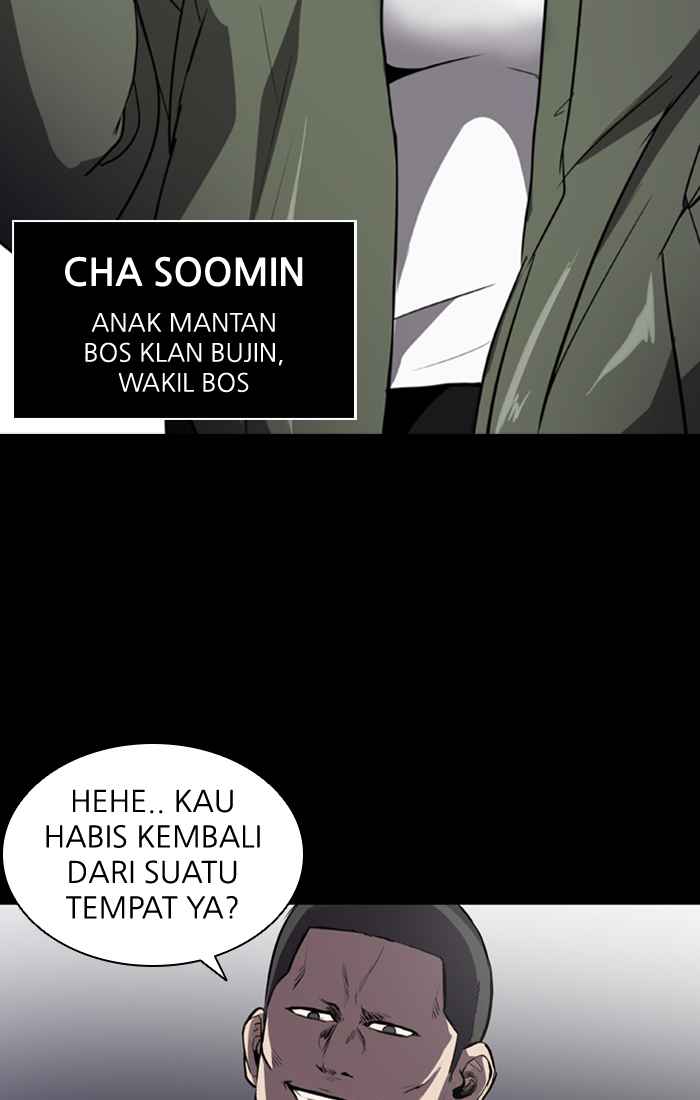 CHA SOOMIN
ANAK MANTAN
BOS KLAN BUJIN,
WAKIL BOS
HEHE.. KAU
HABIS KEMBALI
DARI SUATU
TEMPAT YA?